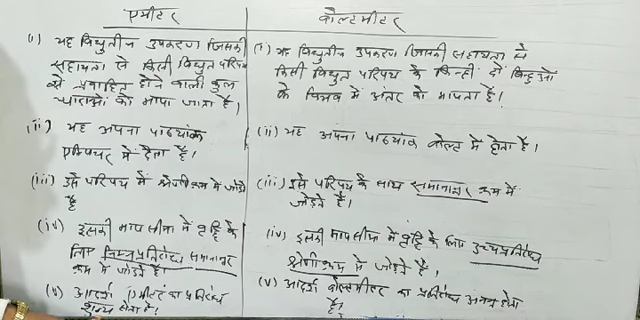 एमीटर
(i) यह विद्युतीय उपकरण जिसकी
सहायता से किसी विद्युत परिपथ
से प्रवाहित होने वाली कुल
धाराओं को मापा जाता है।
(ii) यह अपना पाठ्यांक
एम्पियर में देता है।
(iii) इसे परिपथ में श्रेणीक्रम में जोड़ते
है
(iv) इसकी माप सीमा में वृद्धि के
लिए निम्न प्रतिरोध समानान्तर
क्रम में जोड़ते है।
(v) आदर्श एमीटर का प्रतिरोध
शून्य होता है।
वोल्टमीटर
(i) यह विद्युतीय उपकरण जिसकी सहायता से
किसी विद्युत परिपथ के किन्हीं दो बिन्दुओं
के विभव में अंतर को मापता है।
(ii) यह अपना पाठ्यांक वोल्ट में देता है।
(iii) इसे परिपथ के साथ समानान्तर क्रम में
जोड़ते है।
(iv) इसकी माप सीमा में वृद्धि के लिए उच्च प्रतिरोध
श्रेणीक्रम में जोड़ते है।
(v) आदर्श वोल्टमीटर का प्रतिरोध अनन्त होता
है।